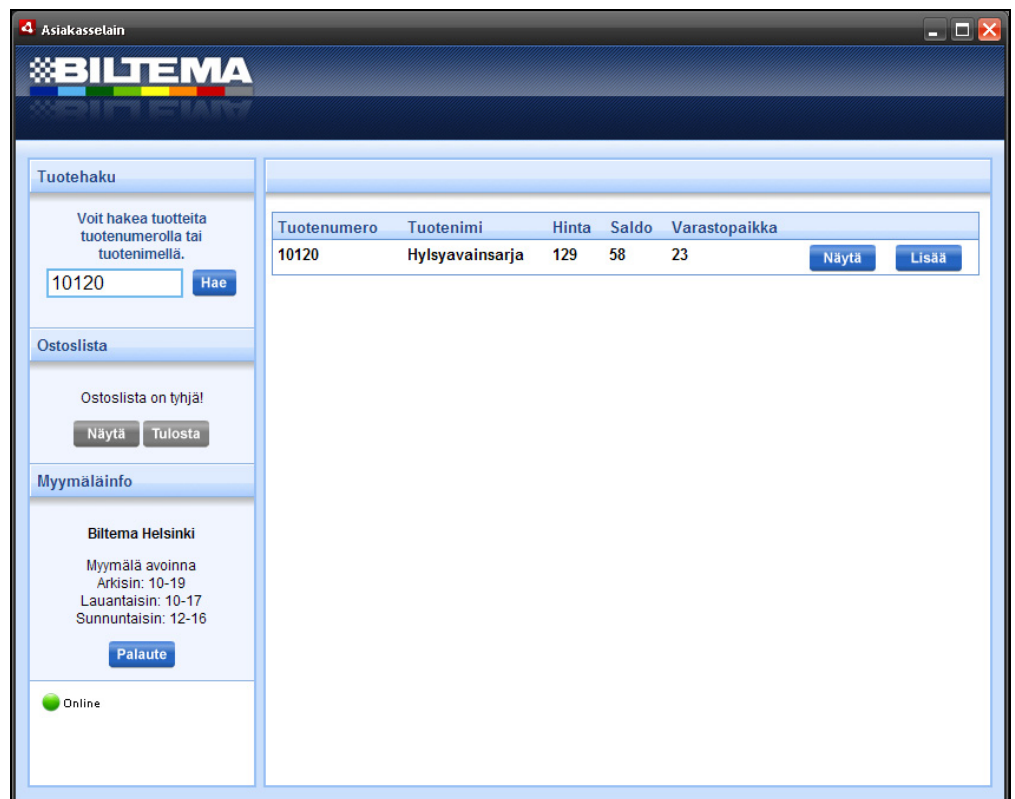 Asiakasselain
BILTEMA
Tuotehaku
Voit hakea tuotteita
tuotenumerolla tai
tuotenimellä.
10120 Hae
Ostoslista
Ostoslista on tyhjä!
Näytä Tulosta
Myymäläinfo
Biltema Helsinki
Myymälä avoinna
Arkisin: 10-19
Lauantaisin: 10-17
Sunnuntaisin: 12-16
Palaute
Online
Tuotenumero Tuotenimi Hinta Saldo Varastopaikka
10120 Hylsyavainsarja 129 58 23 Näytä Lisää